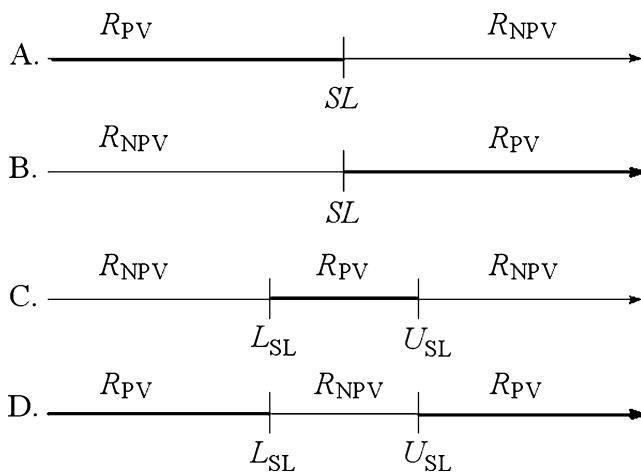 R_PV R_NPV
A.
SL
R_NPV R_PV
B.
SL
R_NPV R_PV R_NPV
C.
L_SL U_SL
R_PV R_NPV R_PV
D.
L_SL U_SL